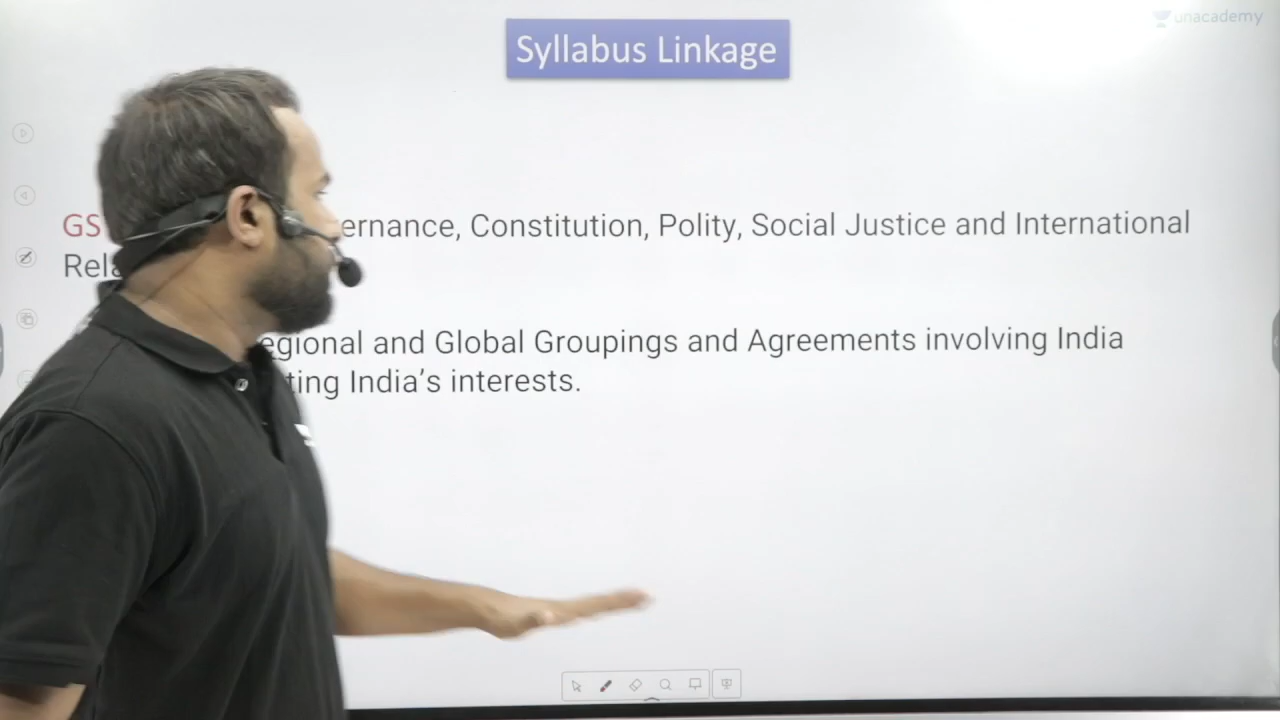 unacademy
Syllabus Linkage
GS ernance, Constitution, Polity, Social Justice and International
Rela
egional and Global Groupings and Agreements involving India
ting India’s interests.